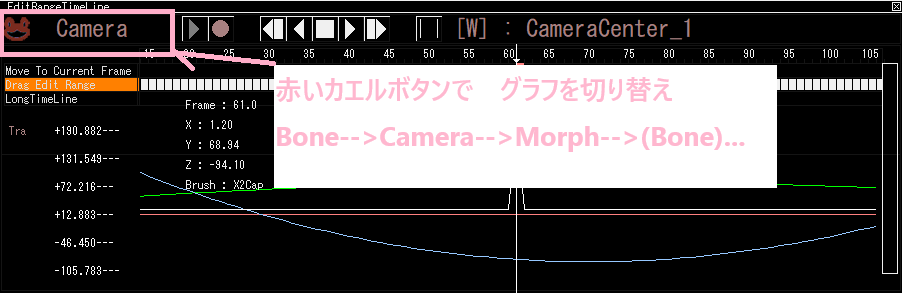 EditRangeTimeLine
Camera
[W] : CameraCenter_1
15 20 25 30 35 40 45 50 55 60 65 70 75 80 85 90 95 100 105
Move To Current Frame
Drag Edit Range
LongTimeLine
赤いカエルボタンで グラフを切り替え
Bone-->Camera-->Morph-->(Bone)...
Frame : 61.0
X : 1.20
Y : 68.94
Z : -94.10
Brush : X2Cap
Tra
+190.882---
+131.549---
+72.216---
+12.883---
-46.450---
-105.783---